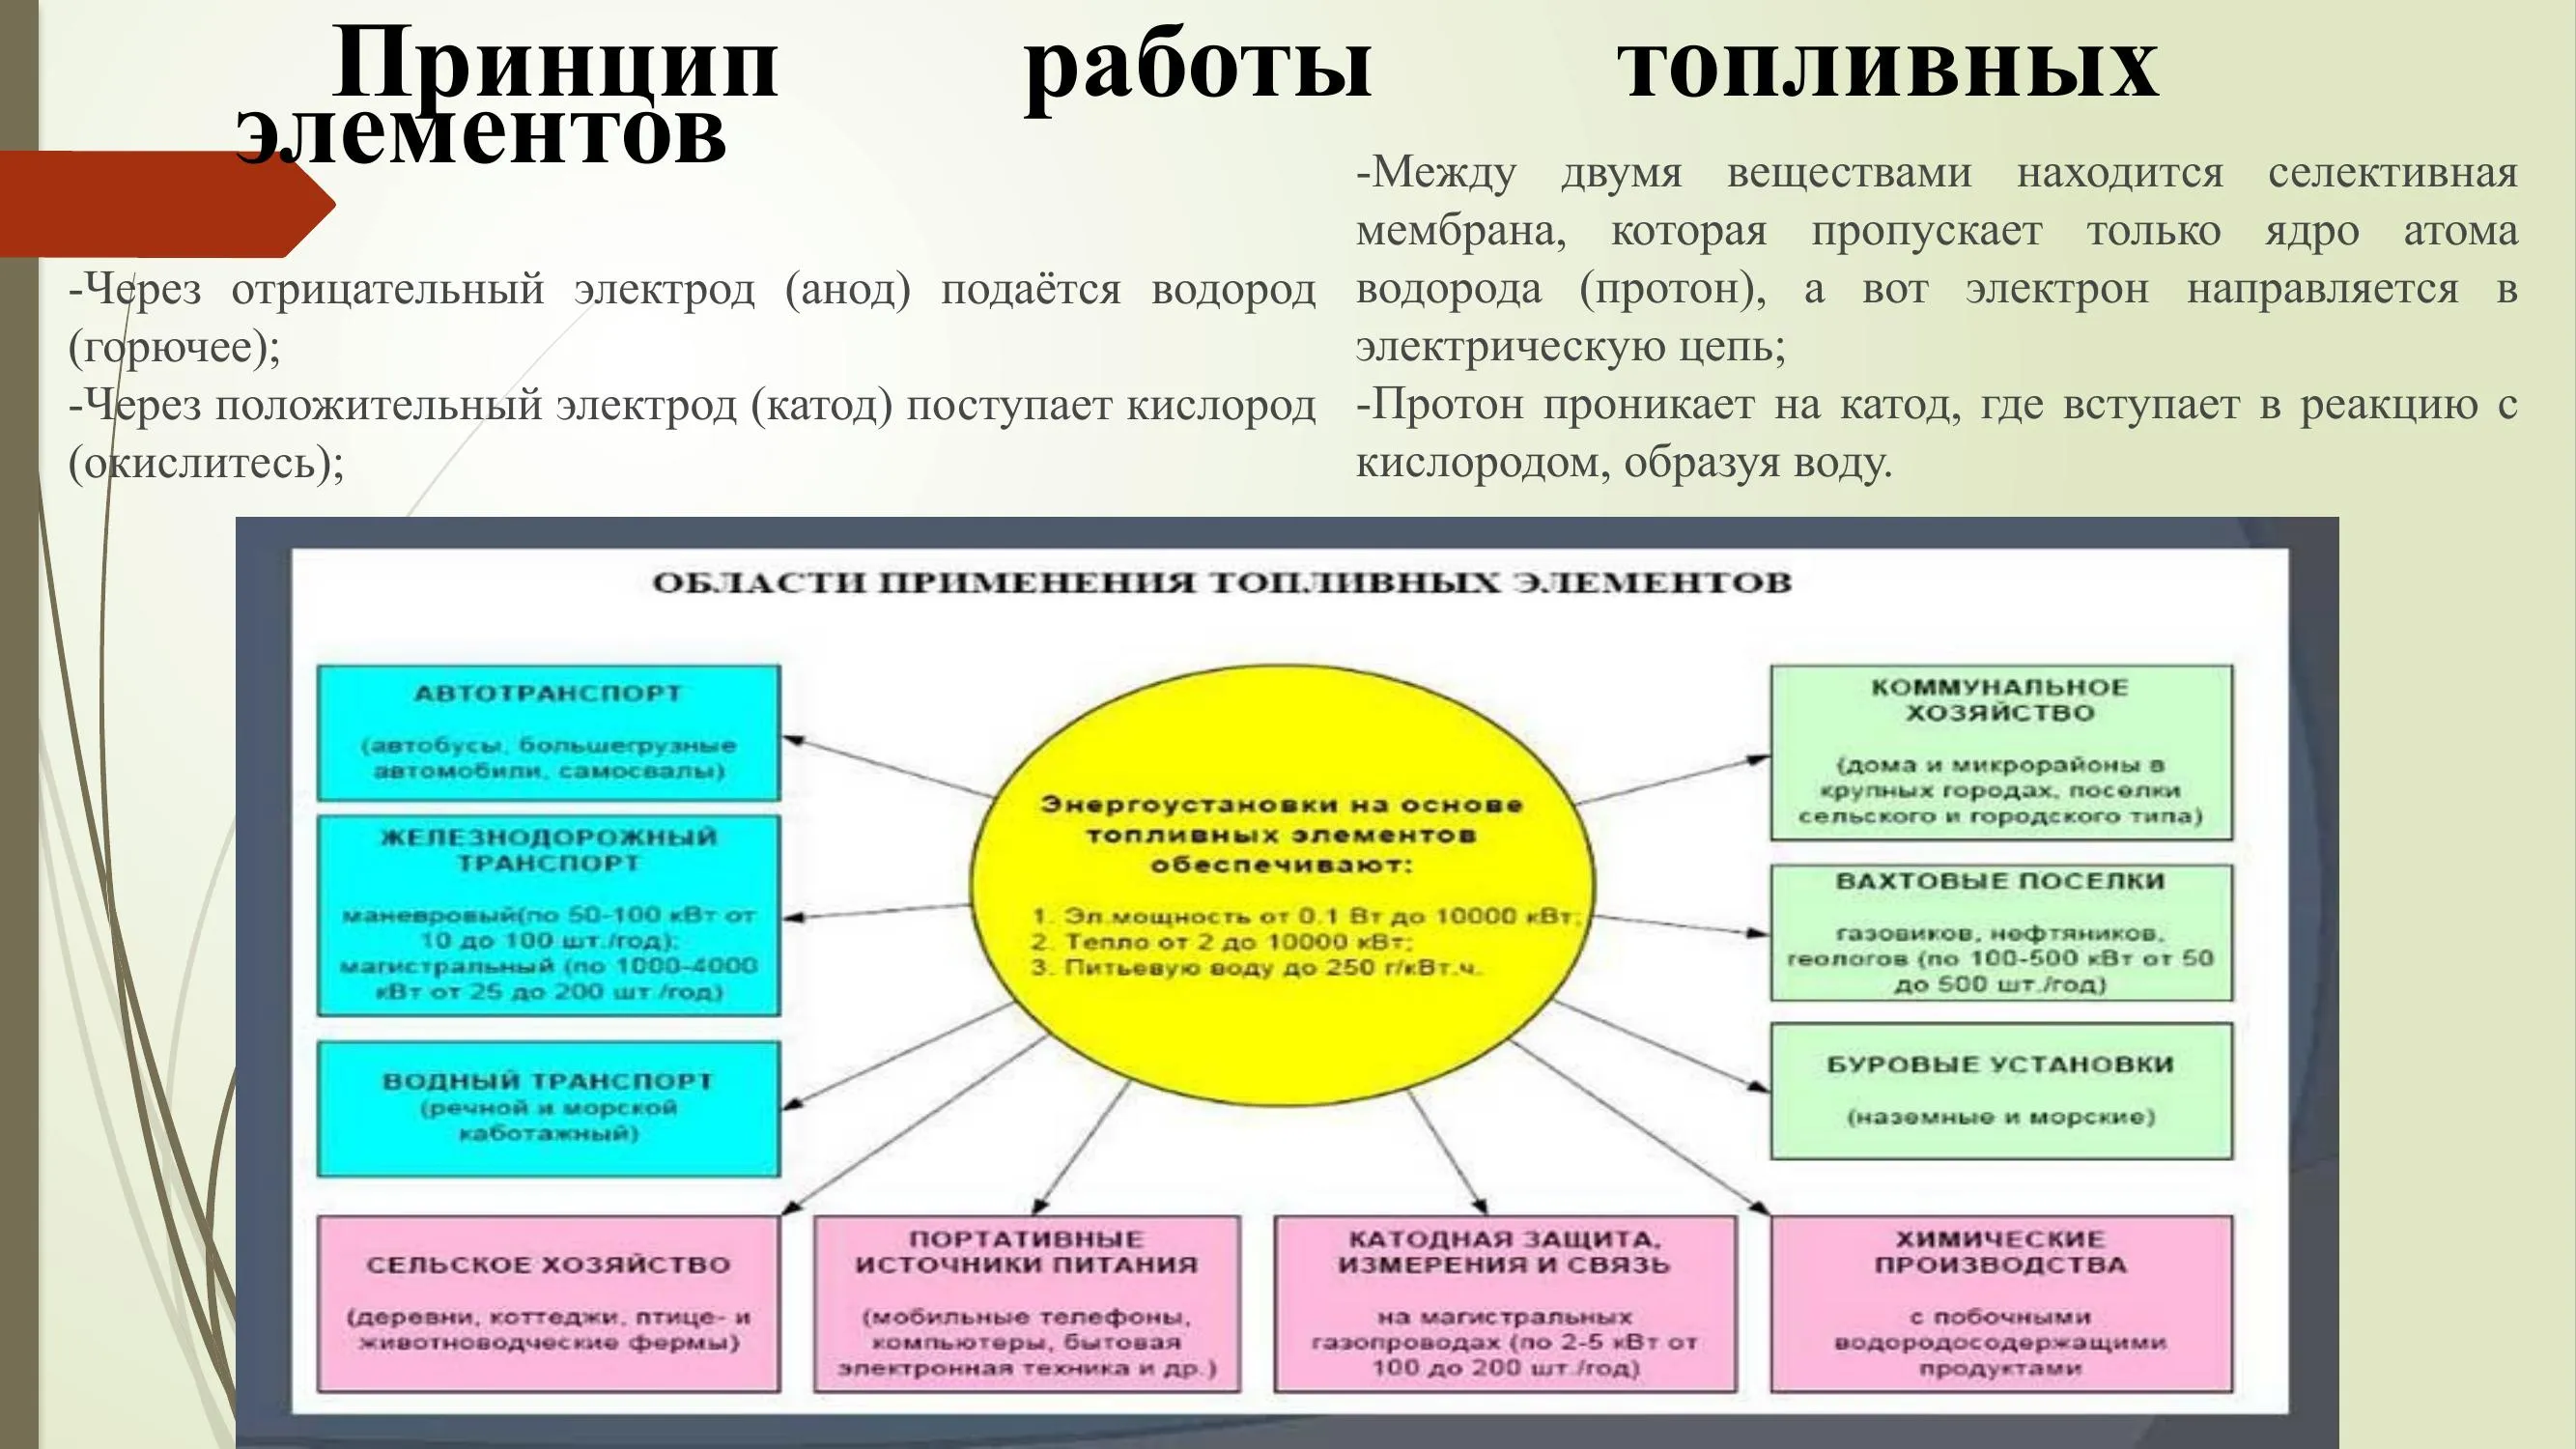 Принцип работы топливных
элементов
-Через отрицательный электрод (анод) подаётся водород
(горючее);
-Через положительный электрод (катод) поступает кислород
(окислитесь);
-Между двумя веществами находится селективная
мембрана, которая пропускает только ядро атома
водорода (протон), а вот электрон направляется в
электрическую цепь;
-Протон проникает на катод, где вступает в реакцию с
кислородом, образуя воду.
ОБЛАСТИ ПРИМЕНЕНИЯ ТОПЛИВНЫХ ЭЛЕМЕНТОВ
АВТОТРАНСПОРТ
(автобусы, большегрузные
автомобили, самосвалы)
ЖЕЛЕЗНОДОРОЖНЫЙ
ТРАНСПОРТ
маневровый(по 50-100 кВт от
10 до 100 шт./год);
магистральный (по 1000-4000
кВт от 25 до 200 шт /год)
ВОДНЫЙ ТРАНСПОРТ
(речной и морской
каботажный)
Энергоустановки на основе
топливных элементов
обеспечивают:
1. Эл.мощность от 0.1 Вт до 10000 кВт;
2. Тепло от 2 до 10000 кВт;
3. Питьевую воду до 250 г/кВт.ч.
КОММУНАЛЬНОЕ
ХОЗЯЙСТВО
(дома и микрорайоны в
крупных городах, поселки
сельского и городского типа)
ВАХТОВЫЕ ПОСЕЛКИ
газовиков, нефтяников,
геологов (по 100-500 кВт от 50
до 500 шт./год)
БУРОВЫЕ УСТАНОВКИ
(наземные и морские)
СЕЛЬСКОЕ ХОЗЯЙСТВО
(деревни, коттеджи, птице- и
животноводческие фермы)
ПОРТАТИВНЫЕ
ИСТОЧНИКИ ПИТАНИЯ
(мобильные телефоны,
компьютеры, бытовая
электронная техника и др.)
КАТОДНАЯ ЗАЩИТА,
ИЗМЕРЕНИЯ И СВЯЗЬ
на магистральных
газопроводах (по 2-5 кВт от
100 до 200 шт./год)
ХИМИЧЕСКИЕ
ПРОИЗВОДСТВА
с побочными
водородосодержащими
продуктами